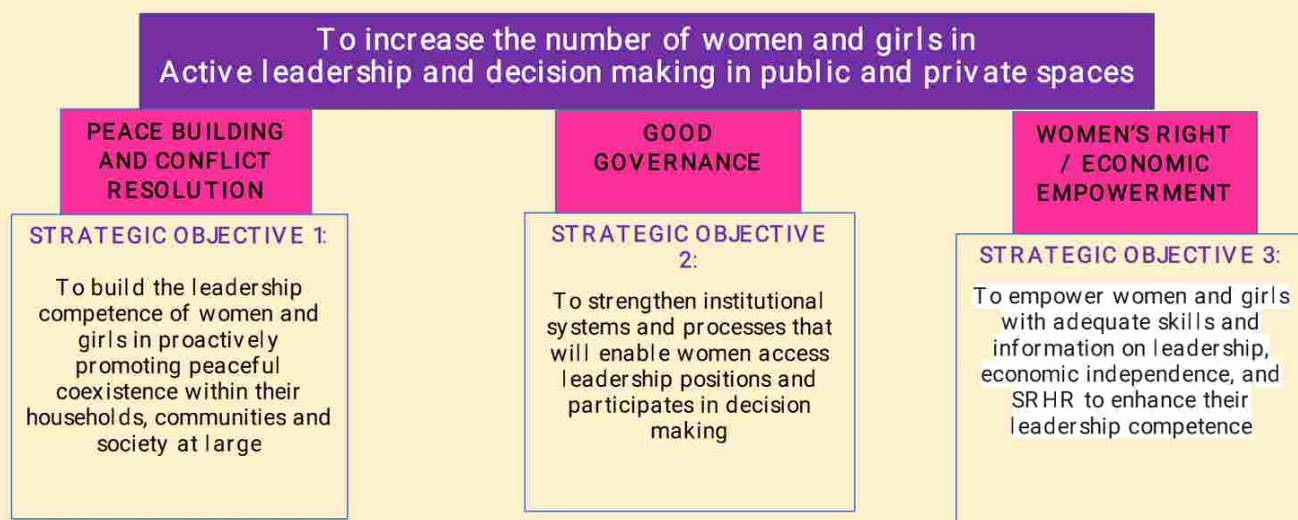 To increase the number of women and girls in
Active leadership and decision making in public and private spaces
PEACE BUILDING
AND CONFLICT
RESOLUTION
STRATEGIC OBJECTIVE 1:
To build the leadership
competence of women and
girls in proactively
promoting peaceful
coexistence within their
households, communities and
society at large
GOOD
GOVERNANCE
STRATEGIC OBJECTIVE
2:
To strengthen institutional
systems and processes that
will enable women access
leadership positions and
participates in decision
making
WOMEN'S RIGHT
/ ECONOMIC
EMPOWERMENT
STRATEGIC OBJECTIVE 3:
To empower women and girls
with adequate skills and
information on leadership,
economic independence, and
SRHR to enhance their
leadership competence